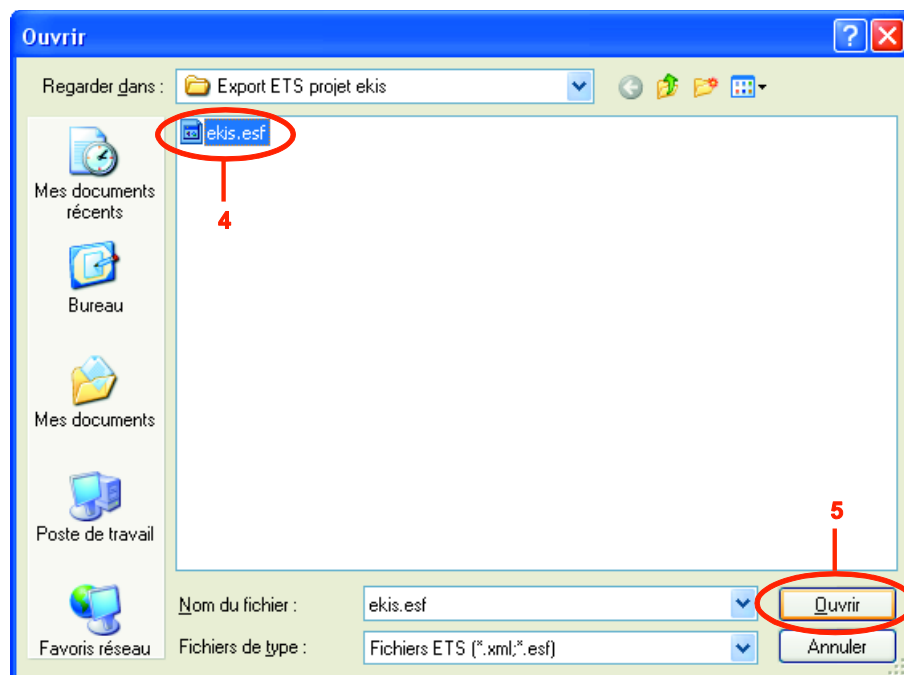 Ouvrir
Regarder dans :
Export ETS projet ekis
ekis.esf
4
Mes documents
récents
Bureau
Mes documents
Poste de travail
Favoris réseau
5
Nom du fichier :
ekis.esf
Ouvrir
Fichiers de type :
Fichiers ETS (*.xml;*.esf)
Annuler